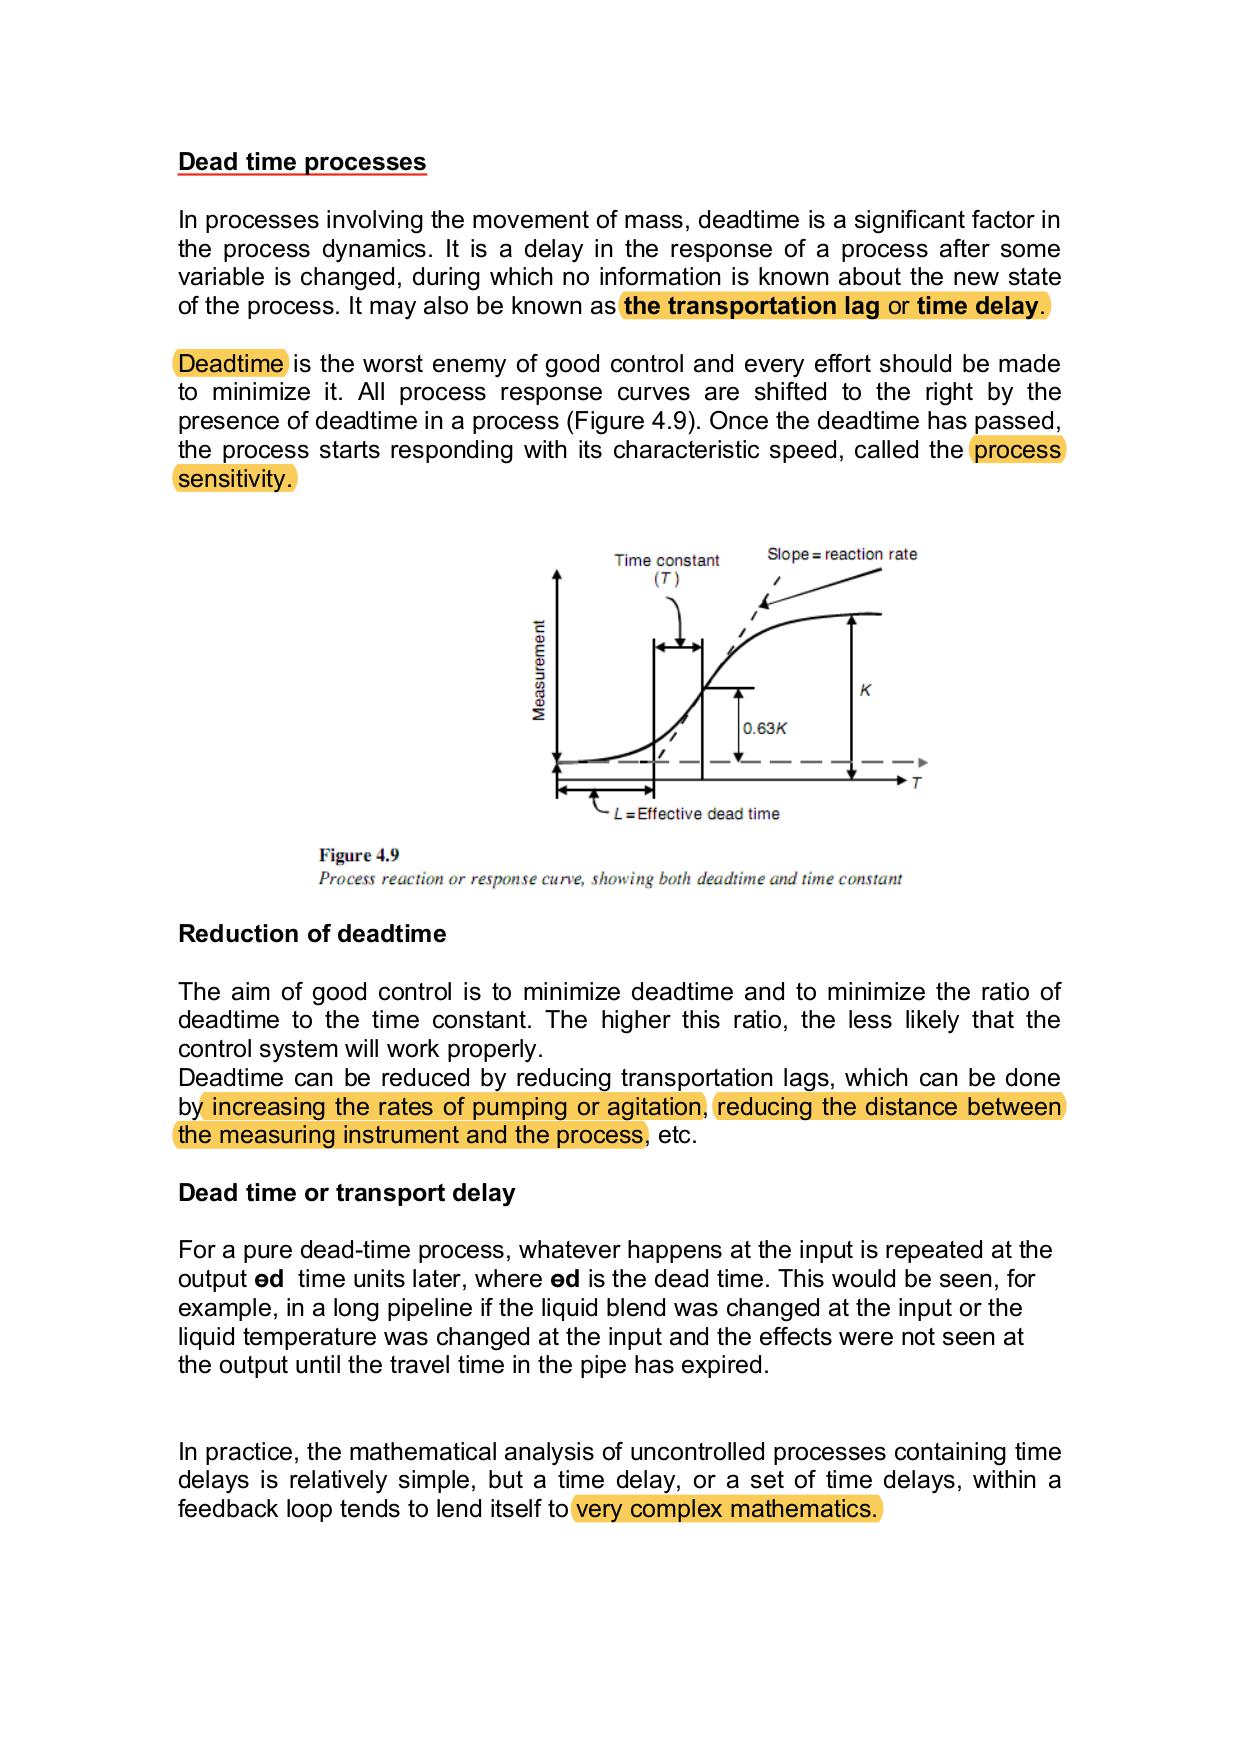 Dead time processes
In processes involving the movement of mass, deadtime is a significant factor in
the process dynamics. It is a delay in the response of a process after some
variable is changed, during which no information is known about the new state
of the process. It may also be known as the transportation lag or time delay.
Deadtime is the worst enemy of good control and every effort should be made
to minimize it. All process response curves are shifted to the right by the
presence of deadtime in a process (Figure 4.9). Once the deadtime has passed,
the process starts responding with its characteristic speed, called the process
sensitivity.
Time constant
(T)
Slope = reaction rate
Measurement
K
0.63K
T
L = Effective dead time
Figure 4.9
Process reaction or response curve, showing both deadtime and time constant
Reduction of deadtime
The aim of good control is to minimize deadtime and to minimize the ratio of
deadtime to the time constant. The higher this ratio, the less likely that the
control system will work properly.
Deadtime can be reduced by reducing transportation lags, which can be done
by increasing the rates of pumping or agitation, reducing the distance between
the measuring instrument and the process, etc.
Dead time or transport delay
For a pure dead-time process, whatever happens at the input is repeated at the
output ɵd time units later, where ɵd is the dead time. This would be seen, for
example, in a long pipeline if the liquid blend was changed at the input or the
liquid temperature was changed at the input and the effects were not seen at
the output until the travel time in the pipe has expired.
In practice, the mathematical analysis of uncontrolled processes containing time
delays is relatively simple, but a time delay, or a set of time delays, within a
feedback loop tends to lend itself to very complex mathematics.